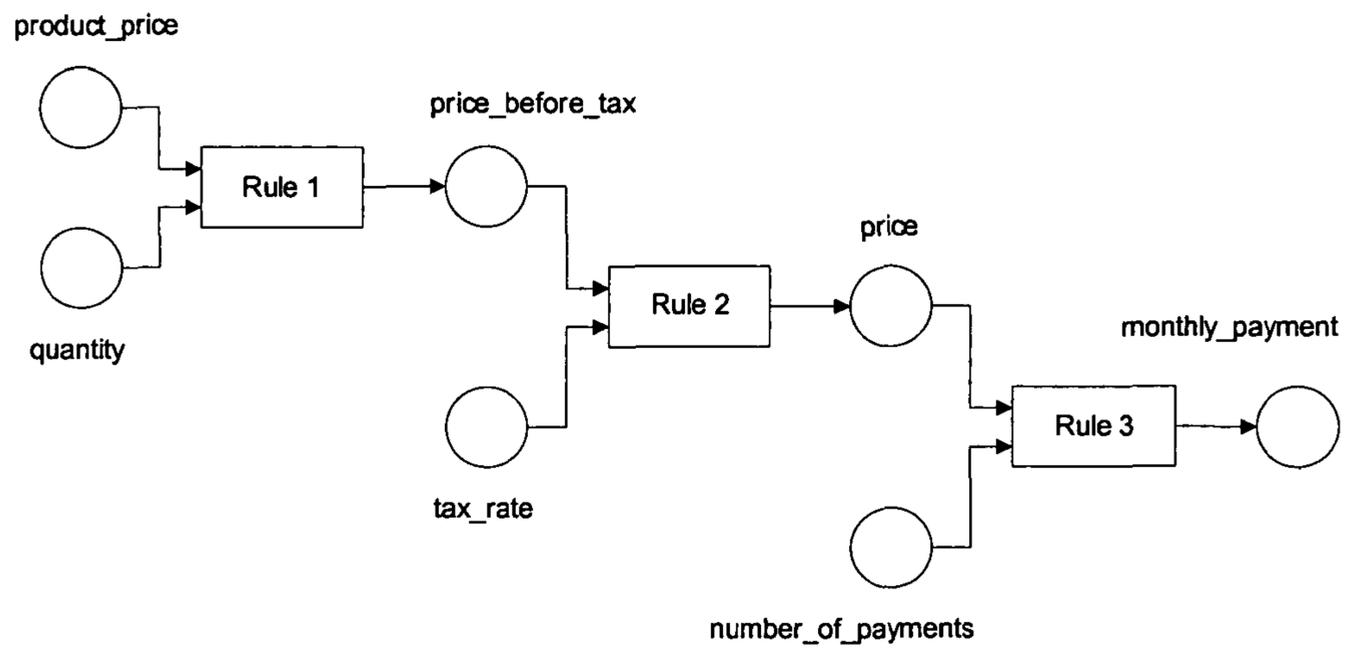 product_price
price_before_tax
Rule 1
price
Rule 2
monthly_payment
quantity
Rule 3
tax_rate
number_of_payments